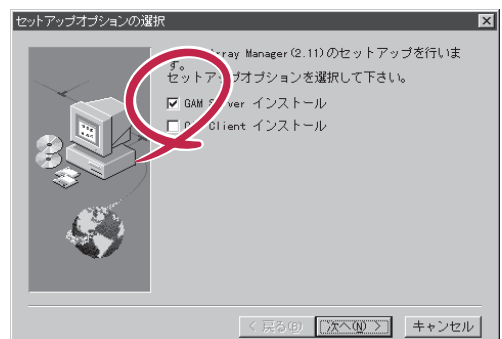 セットアップオプションの選択
rray Manager(2.11)のセットアップを行いま
す。
セットアップオプションを選択して下さい。
GAM Server インストール
Client インストール
< 戻る(B) 次へ(N) > キャンセル